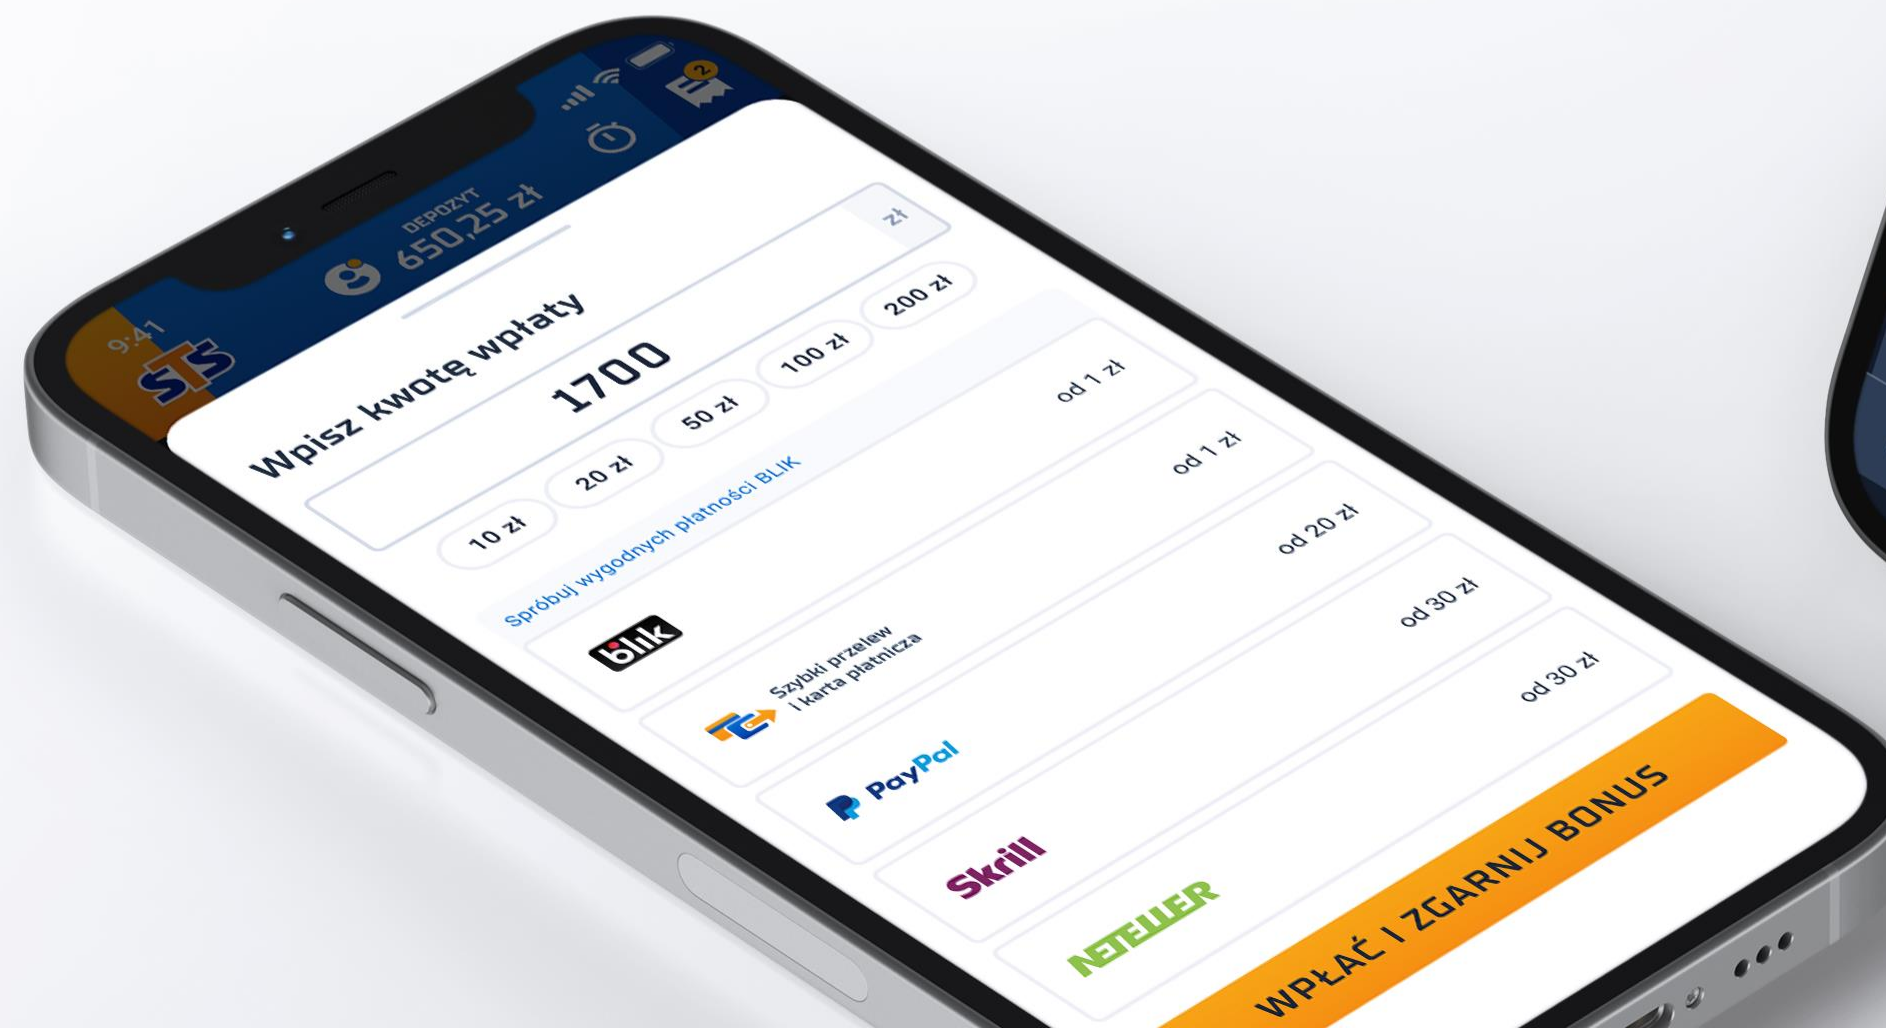 9:41
STS
DEPOZYT
650,25 zł
2
Wpisz kwotę wpłaty
1700
zł
10 zł
20 zł
50 zł
100 zł
200 zł
Spróbuj wygodnych płatności BLIK
blik
od 1 zł
Szybki przelew
i karta płatnicza
od 1 zł
PayPal
od 20 zł
Skrill
od 30 zł
NETELLER
od 30 zł
WPŁAĆ I ZGARNIJ BONUS